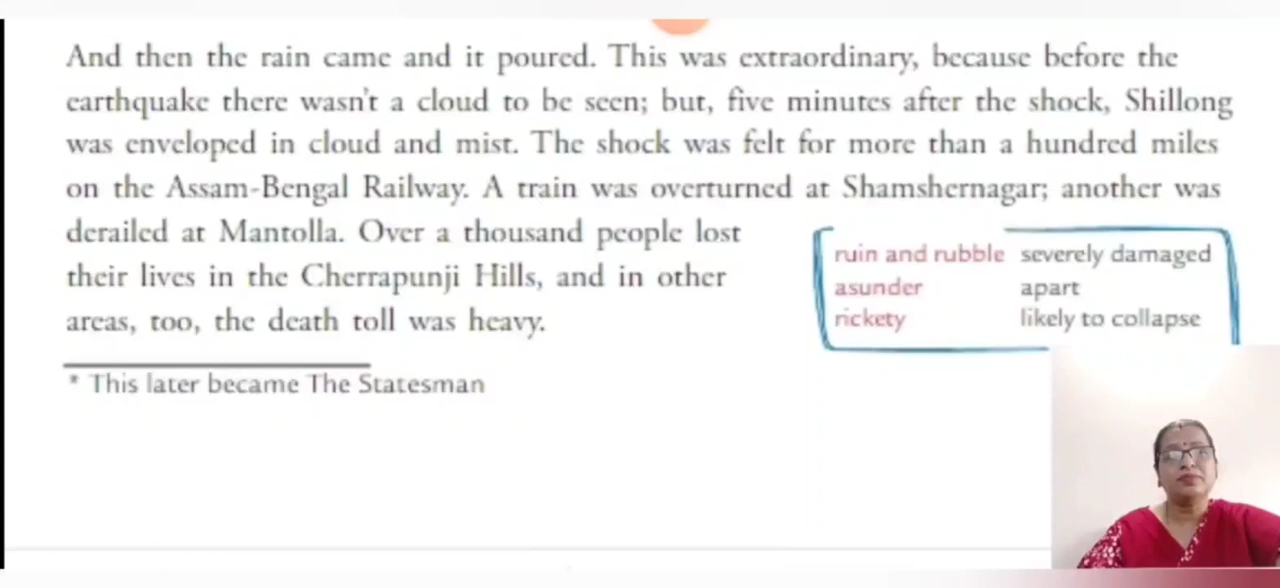 And then the rain came and it poured. This was extraordinary, because before the
earthquake there wasn't a cloud to be seen; but, five minutes after the shock, Shillong
was enveloped in cloud and mist. The shock was felt for more than a hundred miles
on the Assam-Bengal Railway. A train was overturned at Shamshernagar; another was
derailed at Mantolla. Over a thousand people lost
their lives in the Cherrapunji Hills, and in other
areas, too, the death toll was heavy.
ruin and rubble severely damaged
asunder apart
rickety likely to collapse
* This later became The Statesman